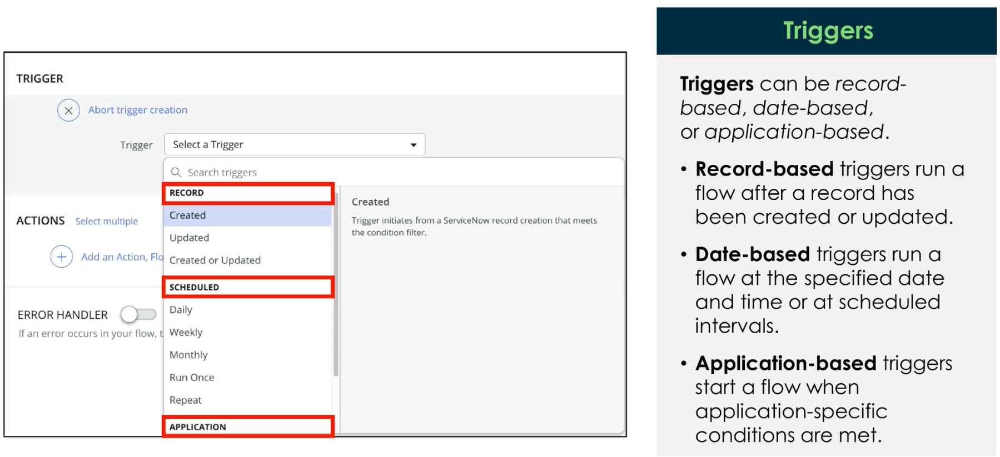 TRIGGER
Abort trigger creation
Trigger
Select a Trigger
Search triggers
RECORD
Created
Updated
Created or Updated
SCHEDULED
Daily
Weekly
Monthly
Run Once
Repeat
APPLICATION
Created
Trigger initiates from a ServiceNow record creation that meets
the condition filter.
ACTIONS Select multiple
Add an Action, Flo
ERROR HANDLER
If an error occurs in your flow, t
Triggers
Triggers can be record-
based, date-based,
or application-based.
• Record-based triggers run a
flow after a record has
been created or updated.
• Date-based triggers run a
flow at the specified date
and time or at scheduled
intervals.
• Application-based triggers
start a flow when
application-specific
conditions are met.